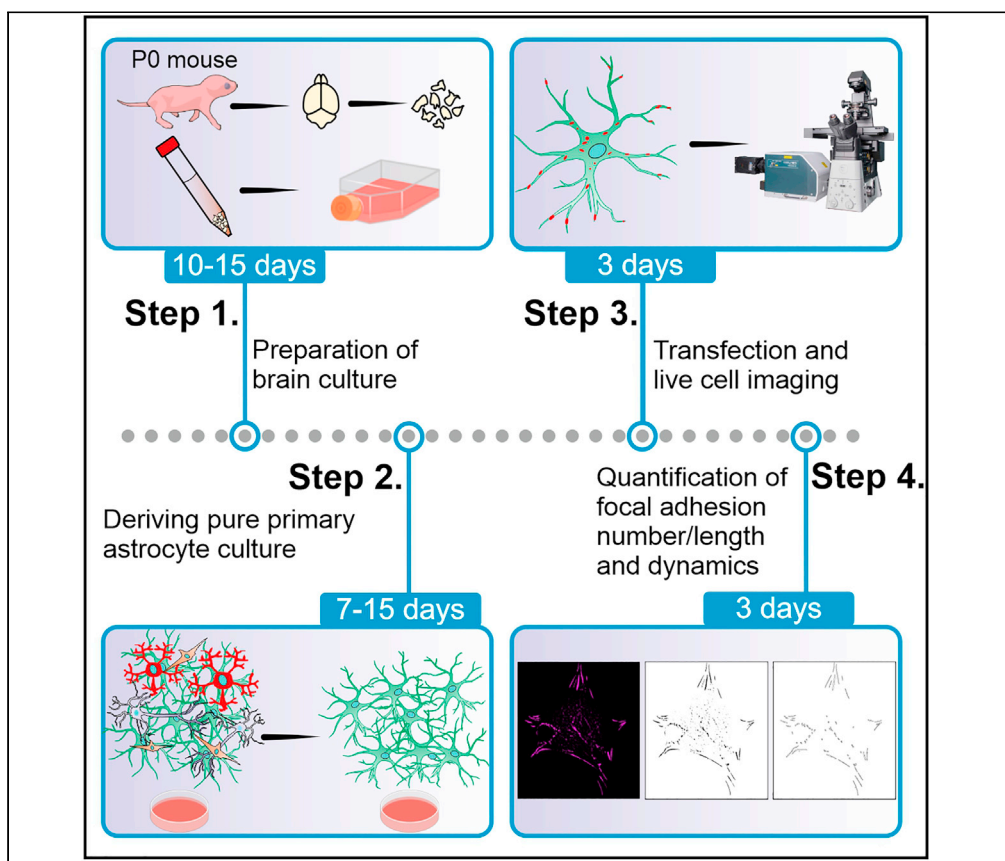 P0 mouse
10-15 days
Step 1.
Preparation of
brain culture
3 days
Step 3.
Transfection and
live cell imaging
Step 2.
Deriving pure primary
astrocyte culture
7-15 days
Quantification of
focal adhesion
number/length
and dynamics
Step 4.
3 days